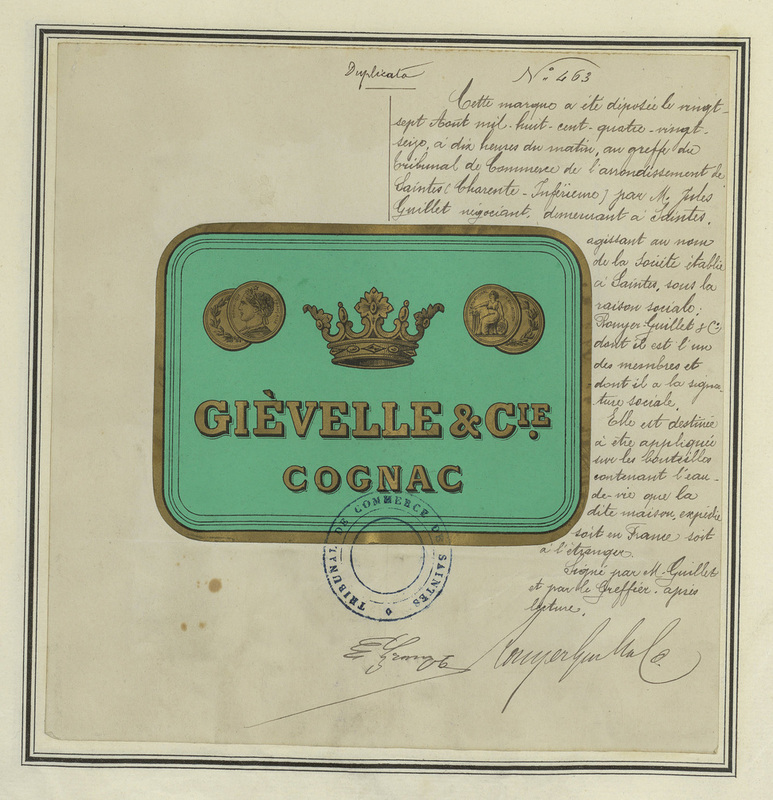 Duplicata
N° 463
Cette marque a été déposée le vingt-
sept Aout mil-huit-cent-quatre-vingt-
seize, à dix heures du matin, au greffe du
tribunal de Commerce de l'arrondissement de
Saintes (Charente-Inférieure) par M. Jules
Guillet négociant, demeurant à Saintes,
agissant au nom
de la Société établie
à Saintes, sous la
raison sociale:
Rouyer-Guillet & Cie
dont il est l'un
des membres et
dont il a la signa-
ture sociale.
Elle est destinée
à être appliquée
sur les bouteilles
contenant l'eau-
de-vie que la
dite maison, expédie
soit en France soit
à l'étranger.
Signé par M. Guillet
et par le Greffier. après
lecture.
GIÈVELLE & CIE
COGNAC
TRIBUNAL DE COMMERCE DE SAINTES
Rouyer Guillet & Co.